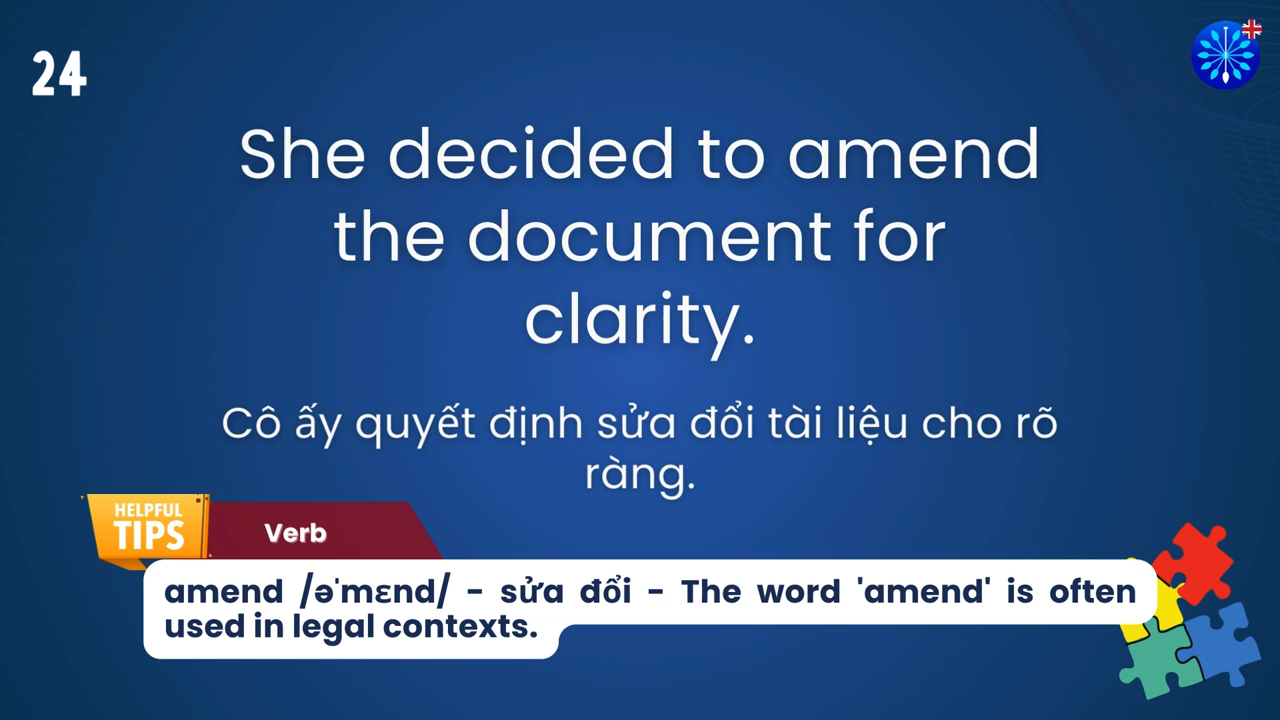 24
She decided to amend
the document for
clarity.
Cô ấy quyết định sửa đổi tài liệu cho rõ
ràng.
HELPFUL
TIPS
Verb
amend /əˈmɛnd/ - sửa đổi - The word 'amend' is often
used in legal contexts.